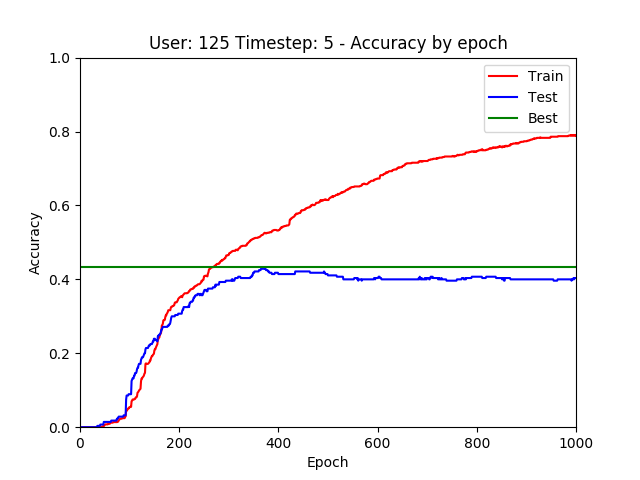 User: 125 Timestep: 5 - Accuracy by epoch
1.0
0.8
0.6
0.4
0.2
0.0
Accuracy
Train
Test
Best
0 200 400 600 800 1000
Epoch